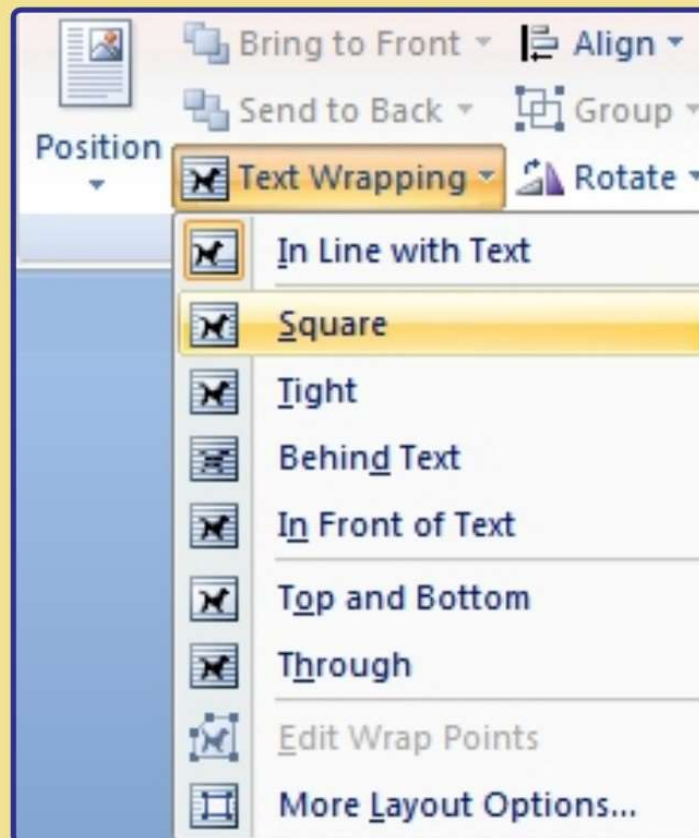 Bring to Front Align
Send to Back Group
Position
Text Wrapping Rotate
In Line with Text
Square
Tight
Behind Text
In Front of Text
Top and Bottom
Through
Edit Wrap Points
More Layout Options...